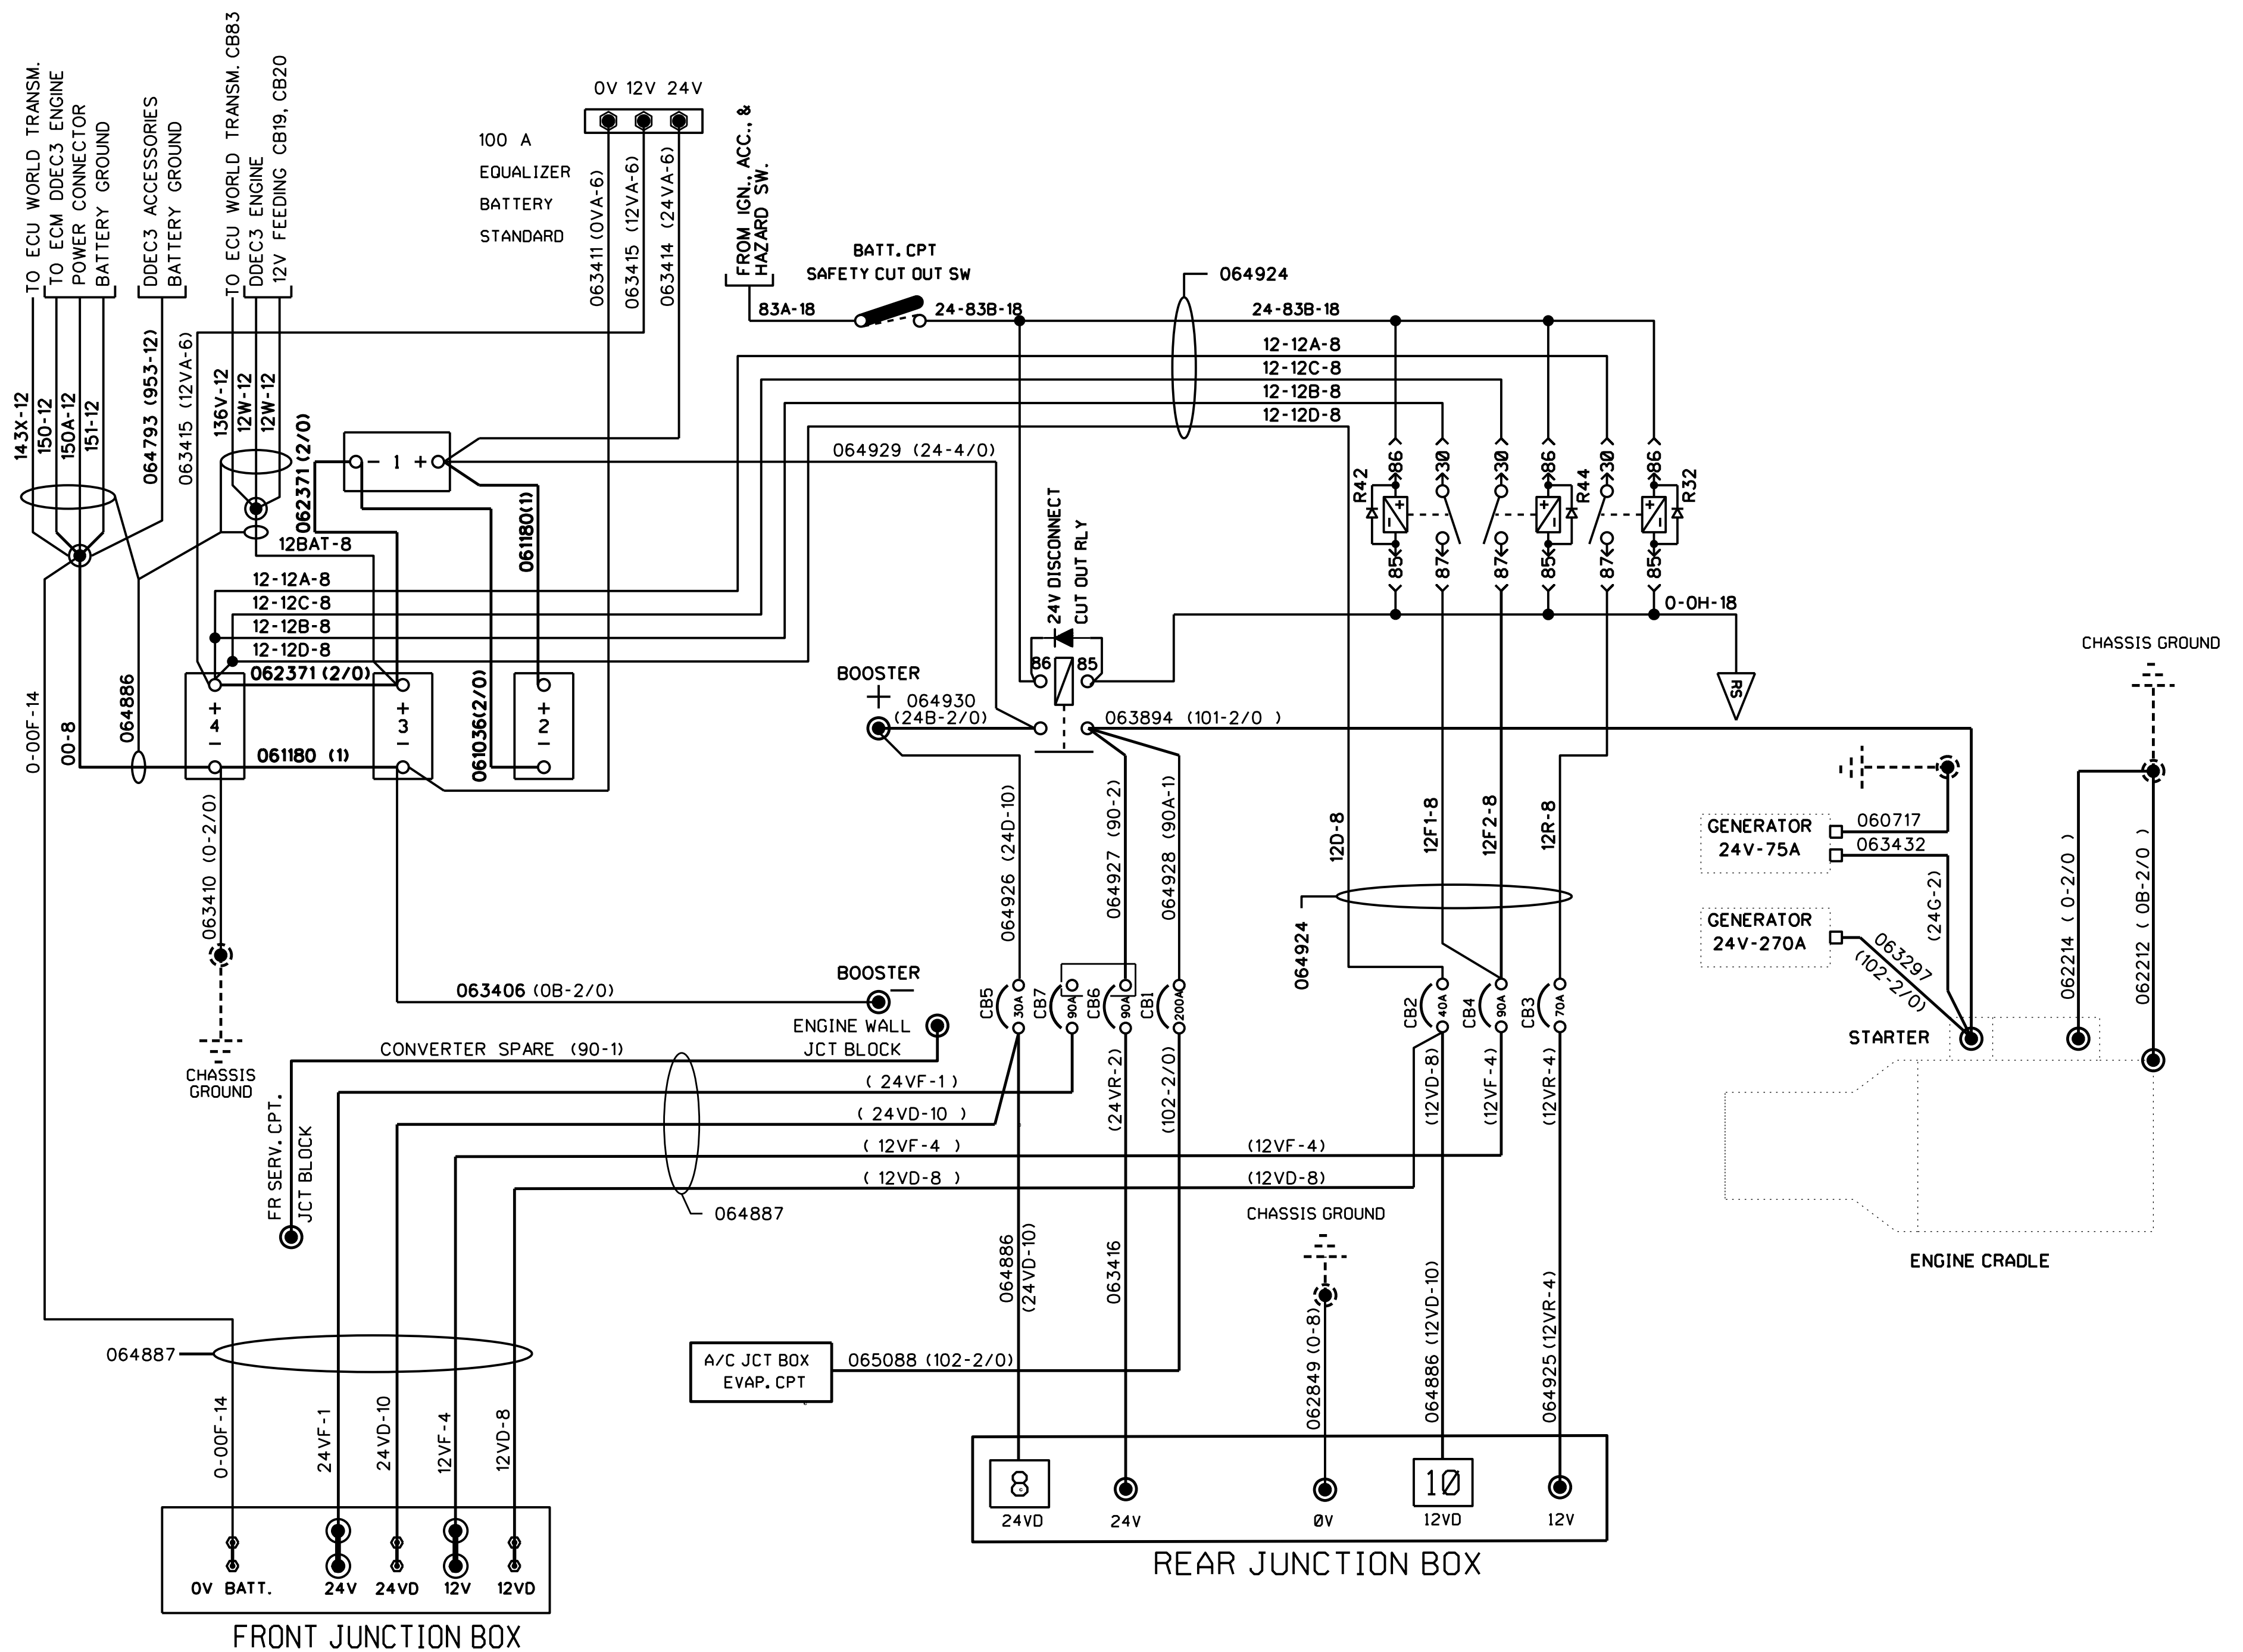 TO ECU WORLD TRANSM.
TO ECM DDEC3 ENGINE
POWER CONNECTOR
BATTERY GROUND
DDEC3 ACCESSORIES
BATTERY GROUND
TO ECU WORLD TRANSM. CB83
DDEC3 ENGINE
12V FEEDING CB19, CB20
0V 12V 24V
100 A
EQUALIZER
BATTERY
STANDARD
063411 (0VA-6)
063415 (12VA-6)
063414 (24VA-6)
FROM IGN., ACC., &
HAZARD SW.
BATT. CPT
SAFETY CUT OUT SW
83A-18
24-83B-18
064924
24-83B-18
12-12A-8
12-12C-8
12-12B-8
12-12D-8
143X-12
150-12
150A-12
151-12
064793 (953-12)
063415 (12VA-6)
136V-12
12W-12
12W-12
062371 (2/0)
- 1 +
064929 (24-4/0)
061180(1)
12BAT-8
12-12A-8
12-12C-8
12-12B-8
12-12D-8
R42
86
30
30
86
R44
30
86
R32
85
87
87
85
87
85
0-0H-18
RS
24V DISCONNECT
CUT OUT RLY
86
85
BOOSTER
+
064930
(24B-2/0)
063894 (101-2/0 )
CHASSIS GROUND
0-00F-14
00-8
064886
062371 (2/0)
+
4
-
+
3
-
+
2
-
061180 (1)
061036(2/0)
063410 (0-2/0)
CHASSIS
GROUND
063406 (0B-2/0)
BOOSTER
-
ENGINE WALL
JCT BLOCK
064926 (24D-10)
064927 (90-2)
064928 (90A-1)
12D-8
12F1-8
12F2-8
12R-8
064924
GENERATOR
24V-75A
060717
063432
(24G-2)
GENERATOR
24V-270A
063297
(102-2/0)
062214 ( 0-2/0 )
062212 ( 0B-2/0 )
STARTER
ENGINE CRADLE
CB5
30A
CB7
90A
CB6
90A
CB1
200A
CB2
40A
CB4
90A
CB3
70A
CONVERTER SPARE (90-1)
( 24VF-1 )
( 24VD-10 )
( 12VF-4 )
(12VF-4)
( 12VD-8 )
(12VD-8)
(24VR-2)
(102-2/0)
(12VD-8)
(12VF-4)
(12VR-4)
FR SERV. CPT.
JCT BLOCK
064887
CHASSIS GROUND
064886
(24VD-10)
063416
062849 (0-8)
064886 (12VD-10)
064925 (12VR-4)
064887
A/C JCT BOX
EVAP. CPT
065088 (102-2/0)
0-00F-14
24VF-1
24VD-10
12VF-4
12VD-8
8
10
24VD
24V
0V
12VD
12V
REAR JUNCTION BOX
0V BATT.
24V
24VD
12V
12VD
FRONT JUNCTION BOX